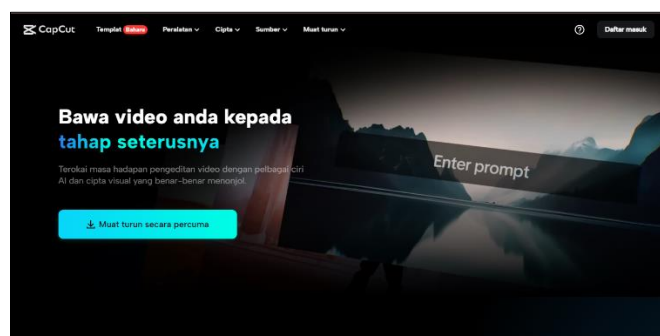 CapCut
Templat Baharu Peralatan Cipta Sumber Muat turun Daftar masuk
Bawa video anda kepada
tahap seterusnya
Enter prompt
Terokai masa hadapan pengeditan video dengan pelbagai ciri
AI dan cipta visual yang benar-benar menonjol.
Muat turun secara percuma